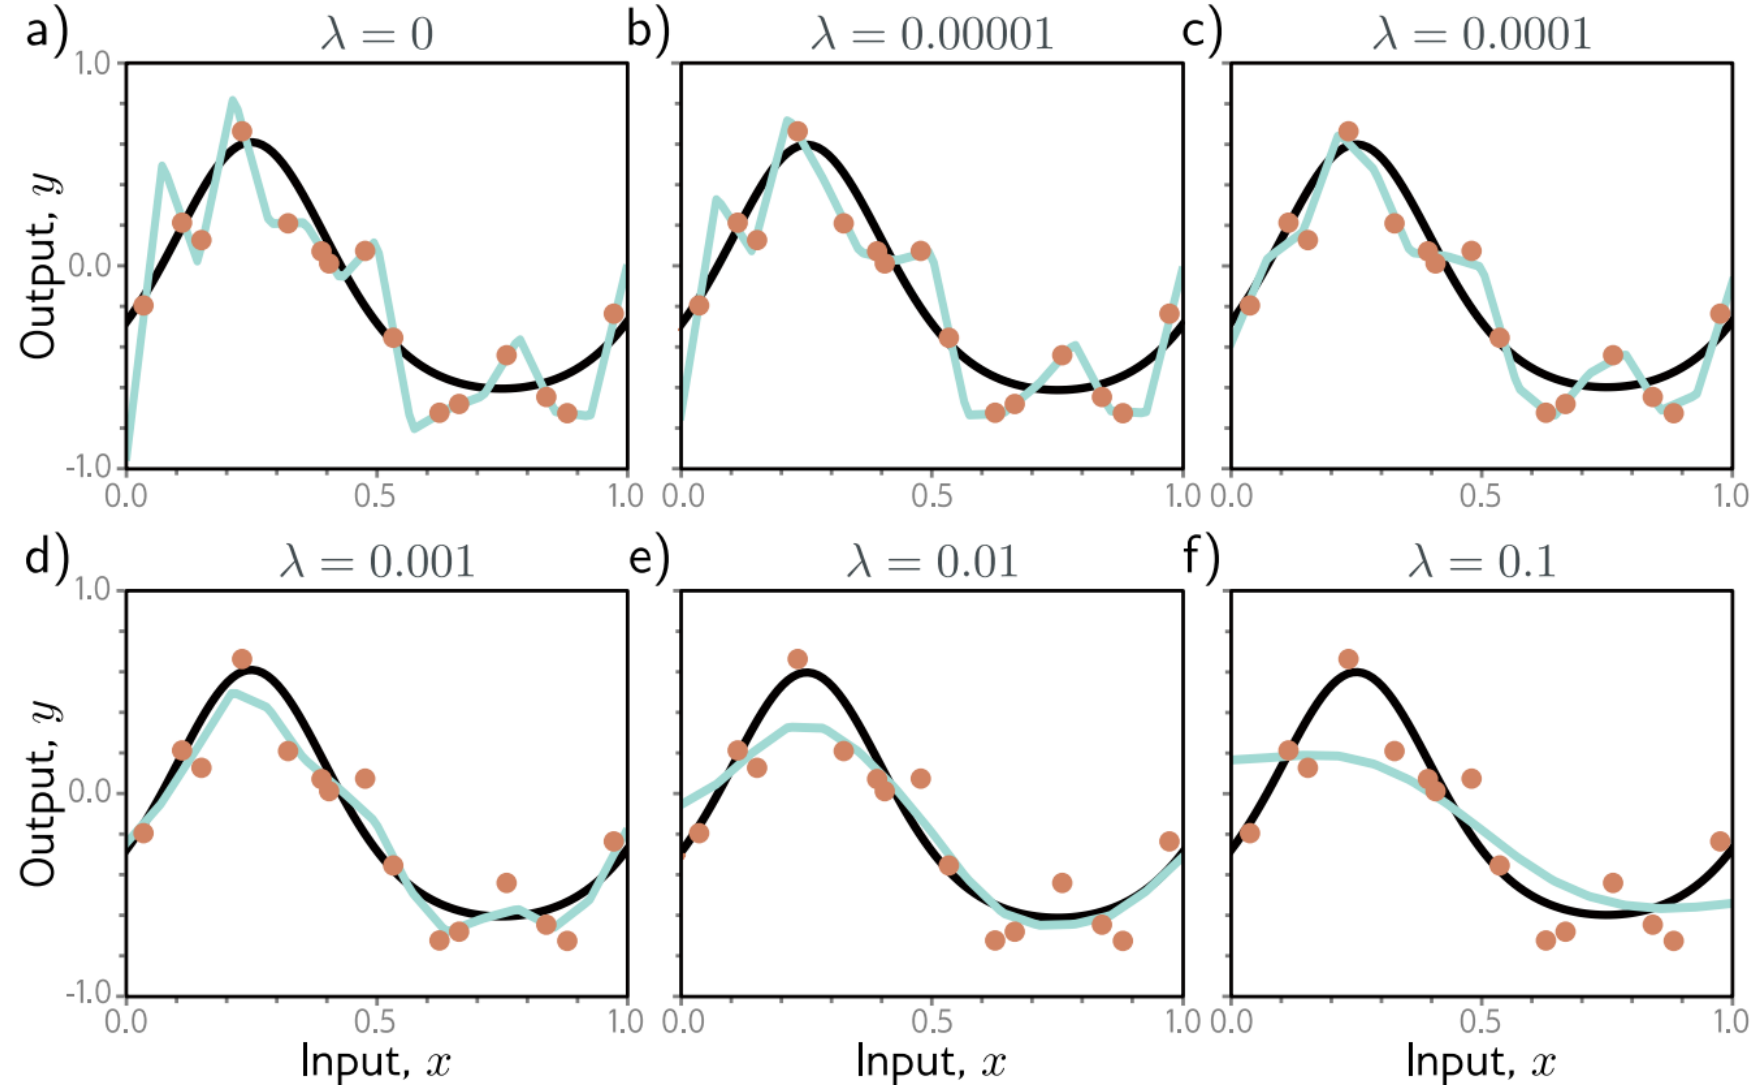 a) λ = 0
b) λ = 0.00001
c) λ = 0.0001
Output, y
1.0
0.0
-1.0
0.0 0.5 1.0
0.0 0.5 1.0
0.0 0.5 1.0
d) λ = 0.001
e) λ = 0.01
f) λ = 0.1
Output, y
1.0
0.0
-1.0
0.0 0.5 1.0
0.0 0.5 1.0
0.0 0.5 1.0
Input, x
Input, x
Input, x